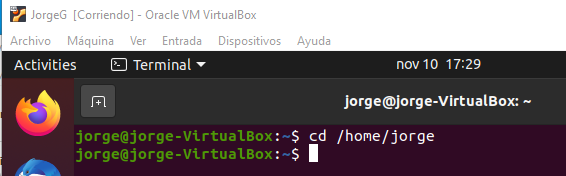 JorgeG [Corriendo] - Oracle VM VirtualBox
Archivo Máquina Ver Entrada Dispositivos Ayuda
Activities Terminal nov 10 17:29
jorge@jorge-VirtualBox: ~
jorge@jorge-VirtualBox:~$ cd /home/jorge
jorge@jorge-VirtualBox:~$